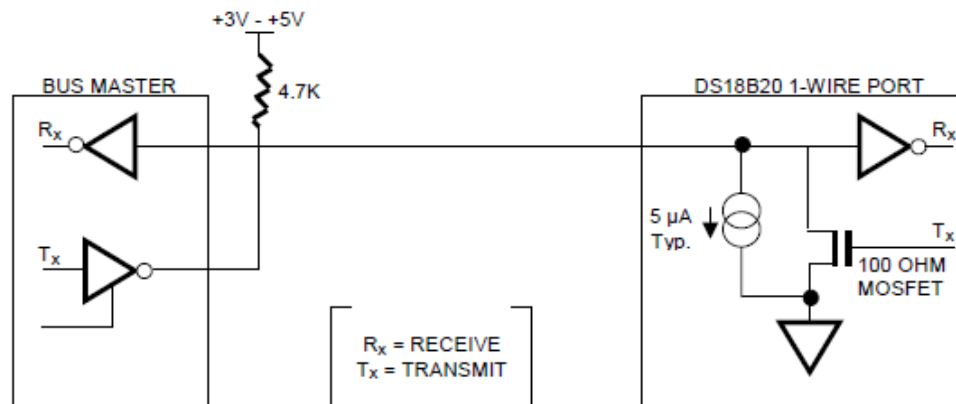 +3V - +5V
4.7K
BUS MASTER
DS18B20 1-WIRE PORT
Rx
Rx
5 µA
Typ.
Tx
Tx
100 OHM
MOSFET
Rx = RECEIVE
Tx = TRANSMIT